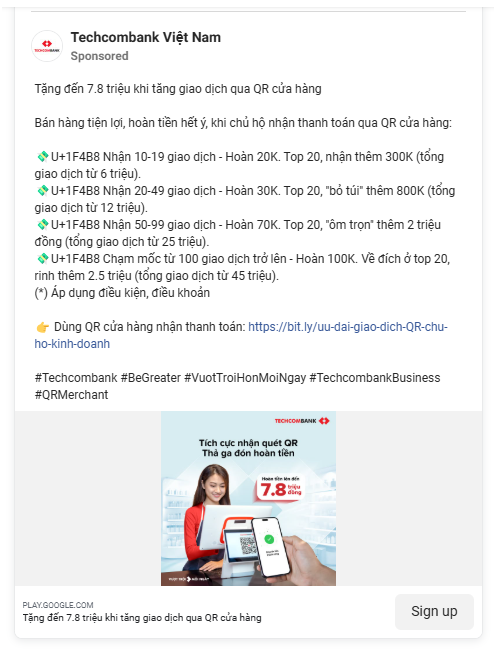 TECHCOMBANK
Techcombank Việt Nam
Sponsored
Tặng đến 7.8 triệu khi tăng giao dịch qua QR cửa hàng
Bán hàng tiện lợi, hoàn tiền hết ý, khi chủ hộ nhận thanh toán qua QR cửa hàng:
💸U+1F4B8 Nhận 10-19 giao dịch - Hoàn 20K. Top 20, nhận thêm 300K (tổng
giao dịch từ 6 triệu).
💸U+1F4B8 Nhận 20-49 giao dịch - Hoàn 30K. Top 20, "bỏ túi" thêm 800K (tổng
giao dịch từ 12 triệu).
💸U+1F4B8 Nhận 50-99 giao dịch - Hoàn 70K. Top 20, "ôm trọn" thêm 2 triệu
đồng (tổng giao dịch từ 25 triệu).
💸U+1F4B8 Chạm mốc từ 100 giao dịch trở lên - Hoàn 100K. Về đích ở top 20,
rinh thêm 2.5 triệu (tổng giao dịch từ 45 triệu).
(*) Áp dụng điều kiện, điều khoản
👉 Dùng QR cửa hàng nhận thanh toán: https://bit.ly/uu-dai-giao-dich-QR-chu-
ho-kinh-doanh
#Techcombank #BeGreater #VuotTroiHonMoiNgay #TechcombankBusiness
#QRMerchant
TECHCOMBANK
Tích cực nhận quét QR
Thả ga đón hoàn tiền
Hoàn tiền lên đến
7.8 triệu
đồng
PLAY.GOOGLE.COM
Tặng đến 7.8 triệu khi tăng giao dịch qua QR cửa hàng
Sign up